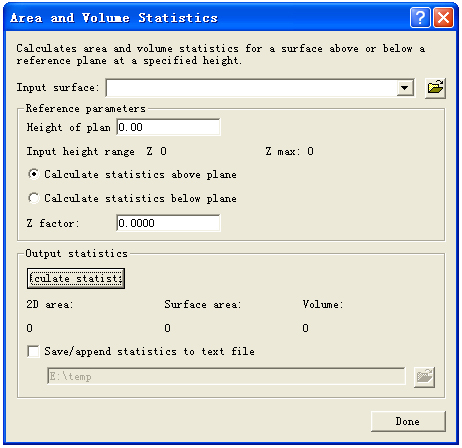 Area and Volume Statistics
Calculates area and volume statistics for a surface above or below a
reference plane at a specified height.
Input surface:
Reference parameters
Height of plan 0.00
Input height range Z 0 Z max: 0
Calculate statistics above plane
Calculate statistics below plane
Z factor: 0.0000
Output statistics
culate statist
2D area: Surface area: Volume:
0 0 0
Save/append statistics to text file
E:\temp
Done